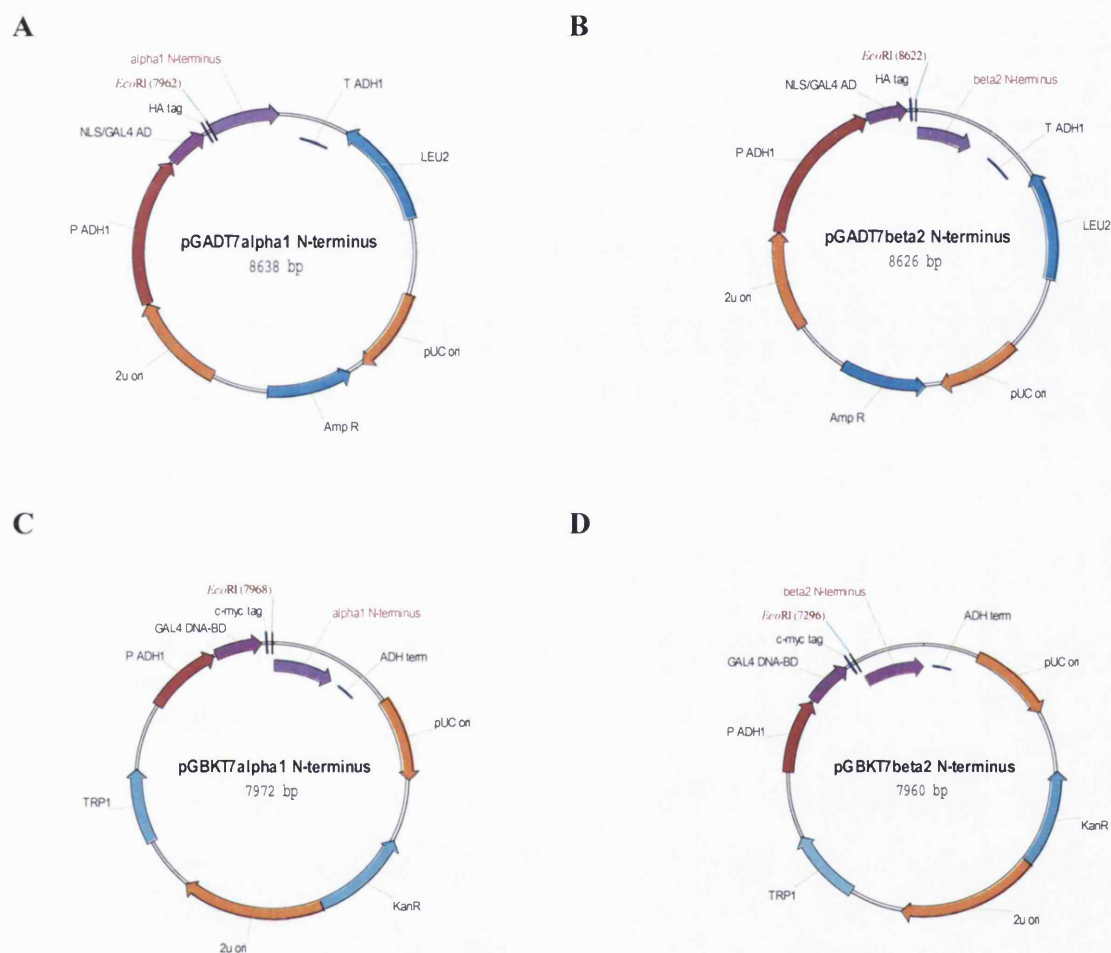 A
alpha1 N-terminus
EcoRI (7962)
HA tag
NLS/GAL4 AD
T ADH1
LEU2
P ADH1
pGADT7alpha1 N-terminus
8638 bp
2u ori
pUC ori
Amp R
B
EcoRI (8622)
HA tag
beta2 N-terminus
NLS/GAL4 AD
T ADH1
P ADH1
LEU2
pGADT7beta2 N-terminus
8626 bp
2u ori
pUC ori
Amp R
C
EcoRI (7968)
c-myc tag
alpha1 N-terminus
GAL4 DNA-BD
ADH term
P ADH1
pUC ori
pGBKT7alpha1 N-terminus
7972 bp
TRP1
KanR
2u ori
D
beta2 N-terminus
EcoRI (7296)
ADH term
c-myc tag
GAL4 DNA-BD
pUC ori
P ADH1
pGBKT7beta2 N-terminus
7960 bp
KanR
TRP1
2u ori